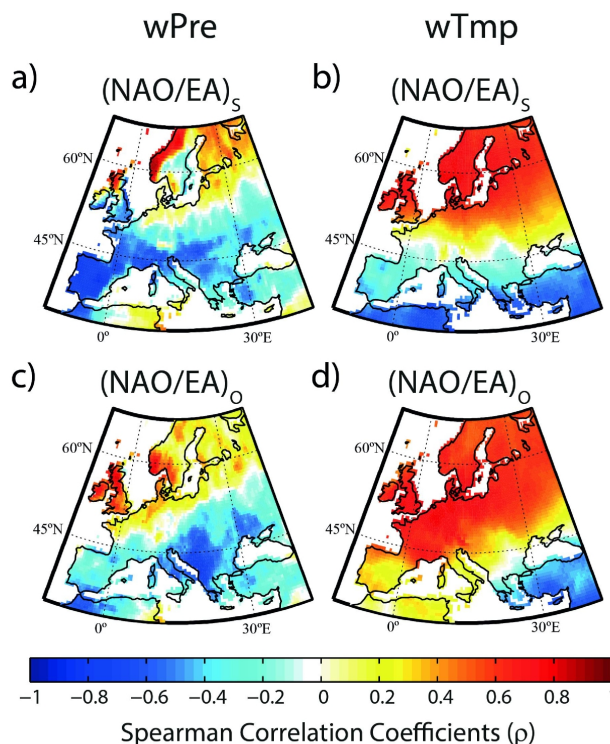 wPre wTmp
a) (NAO/EA)S b) (NAO/EA)S
60ºN 60ºN
45ºN 45ºN
0º 30ºE 0º 30ºE
c) (NAO/EA)O d) (NAO/EA)O
60ºN 60ºN
45ºN 45ºN
0º 30ºE 0º 30ºE
−1 −0.8 −0.6 −0.4 −0.2 0 0.2 0.4 0.6 0.8
Spearman Correlation Coefficients (ρ)